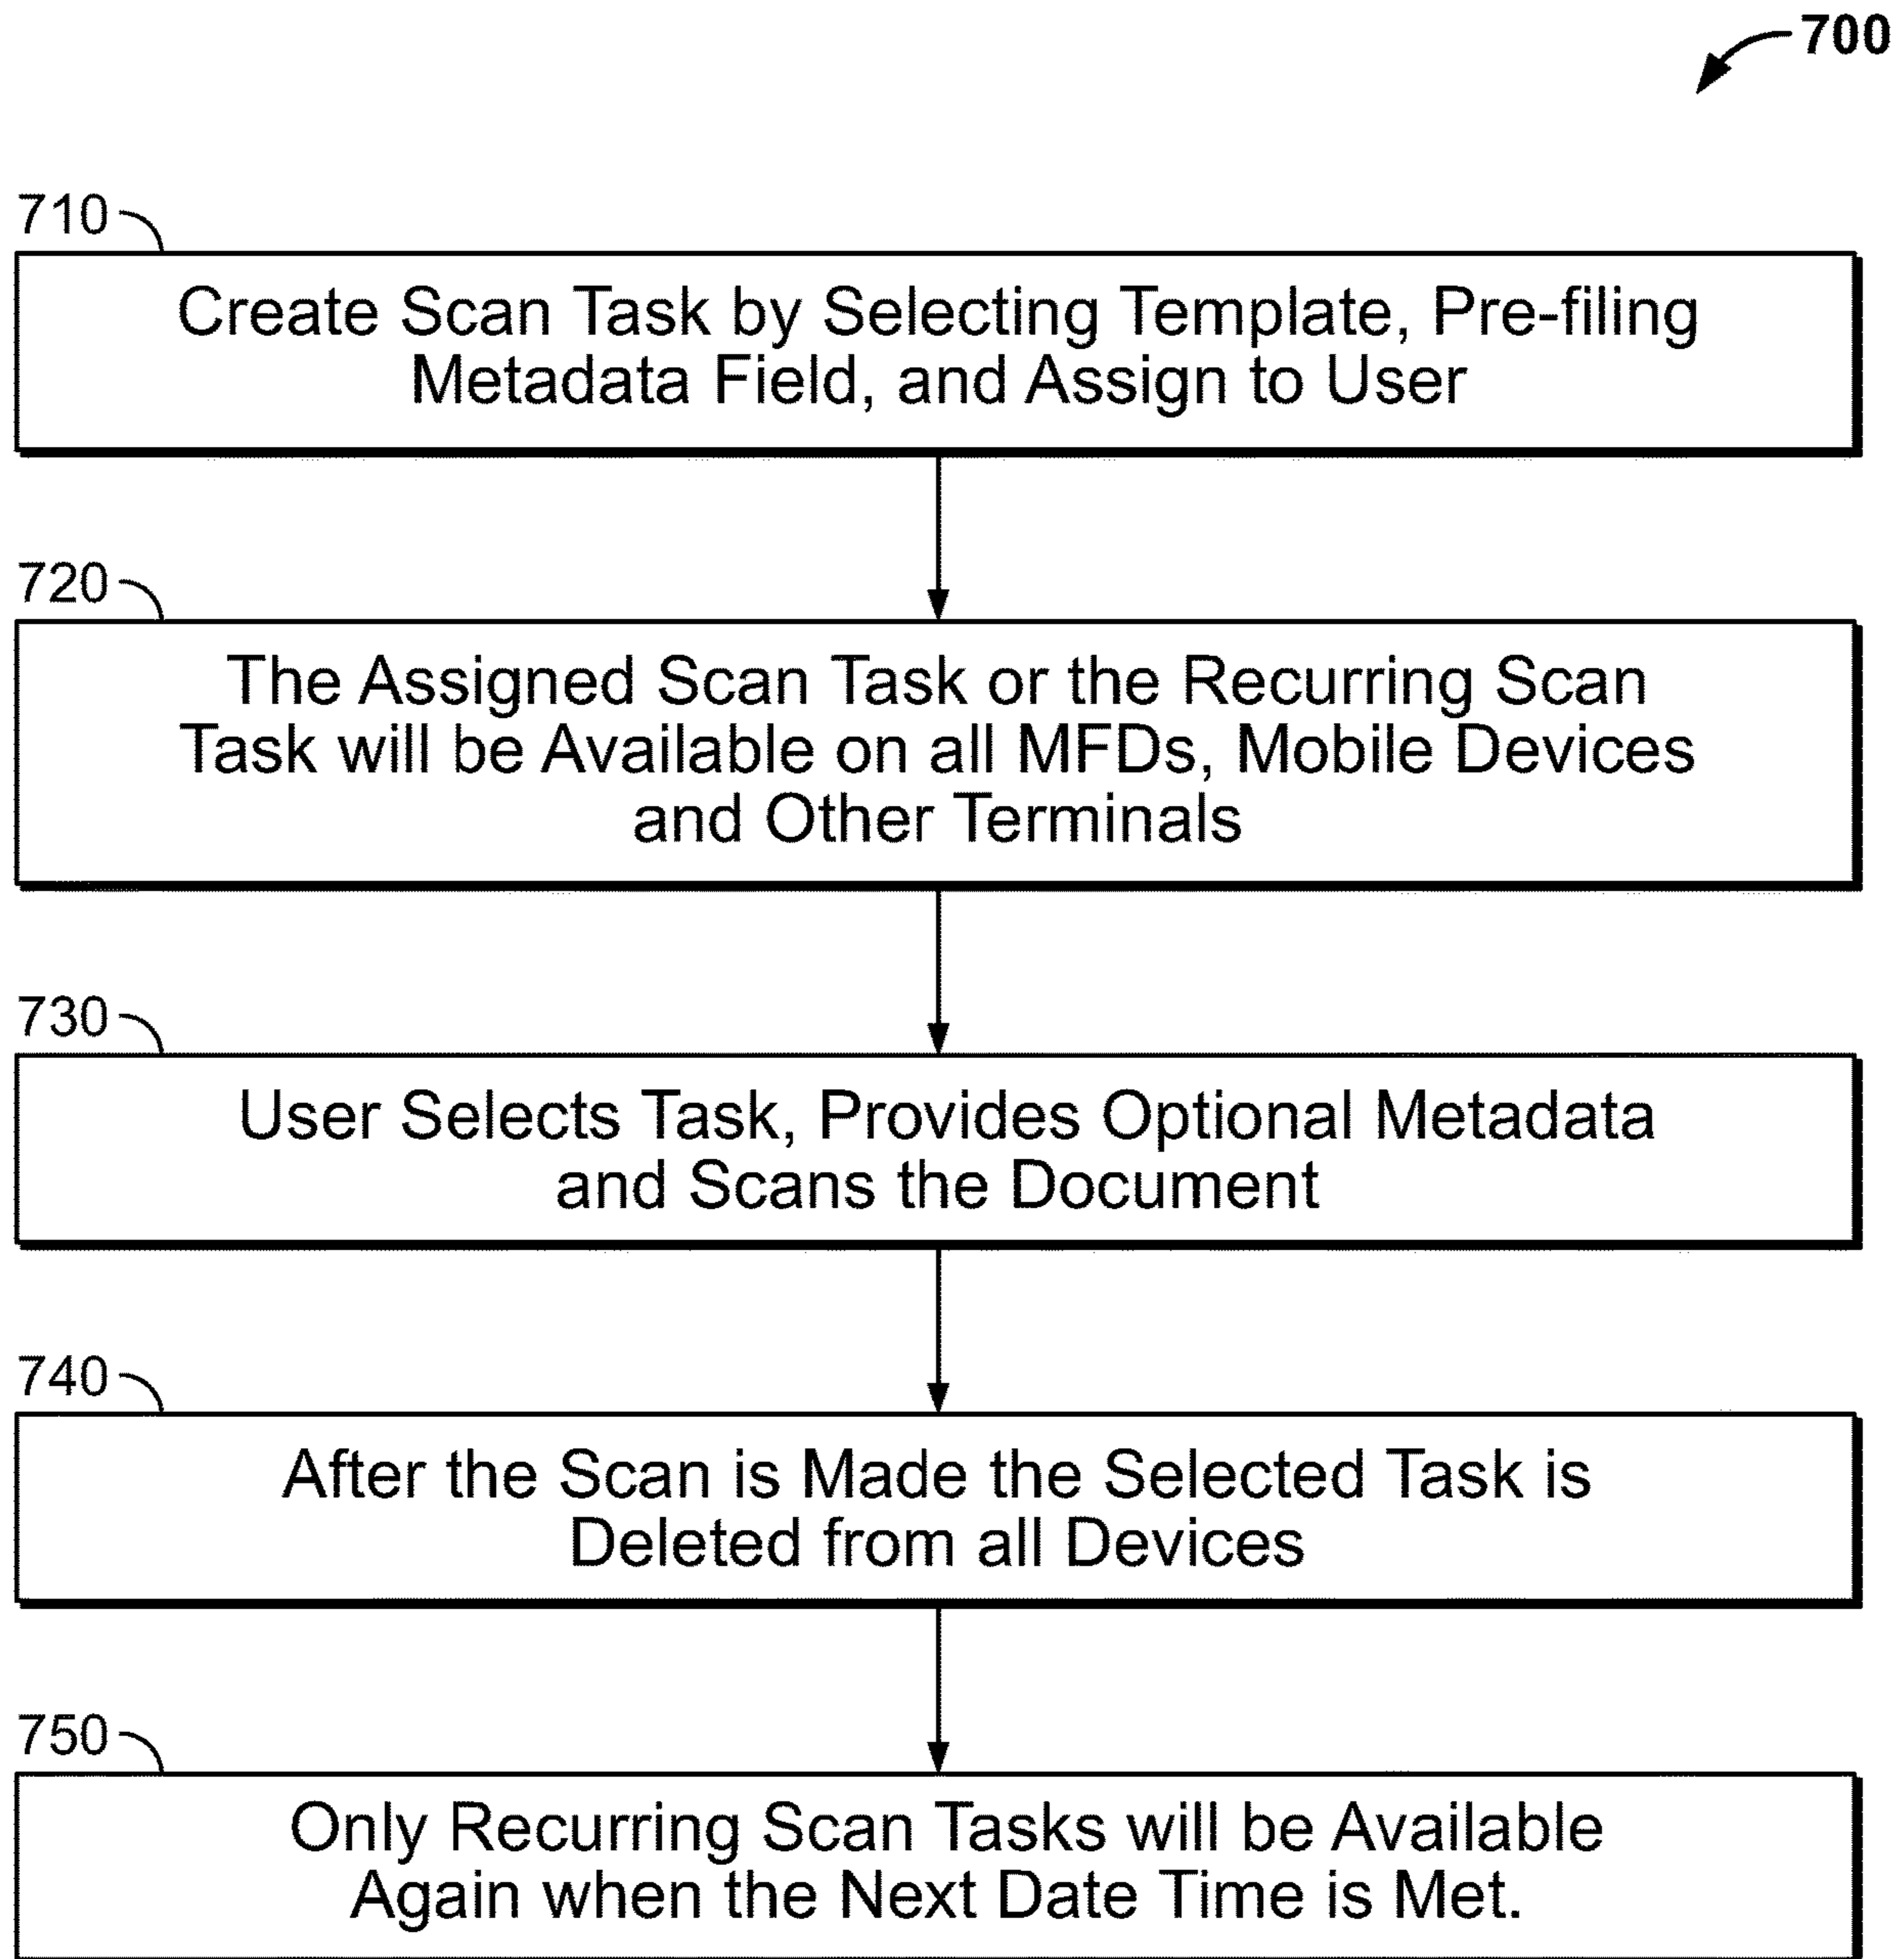 700
710
Create Scan Task by Selecting Template, Pre-filing
Metadata Field, and Assign to User
720
The Assigned Scan Task or the Recurring Scan
Task will be Available on all MFDs, Mobile Devices
and Other Terminals
730
User Selects Task, Provides Optional Metadata
and Scans the Document
740
After the Scan is Made the Selected Task is
Deleted from all Devices
750
Only Recurring Scan Tasks will be Available
Again when the Next Date Time is Met.